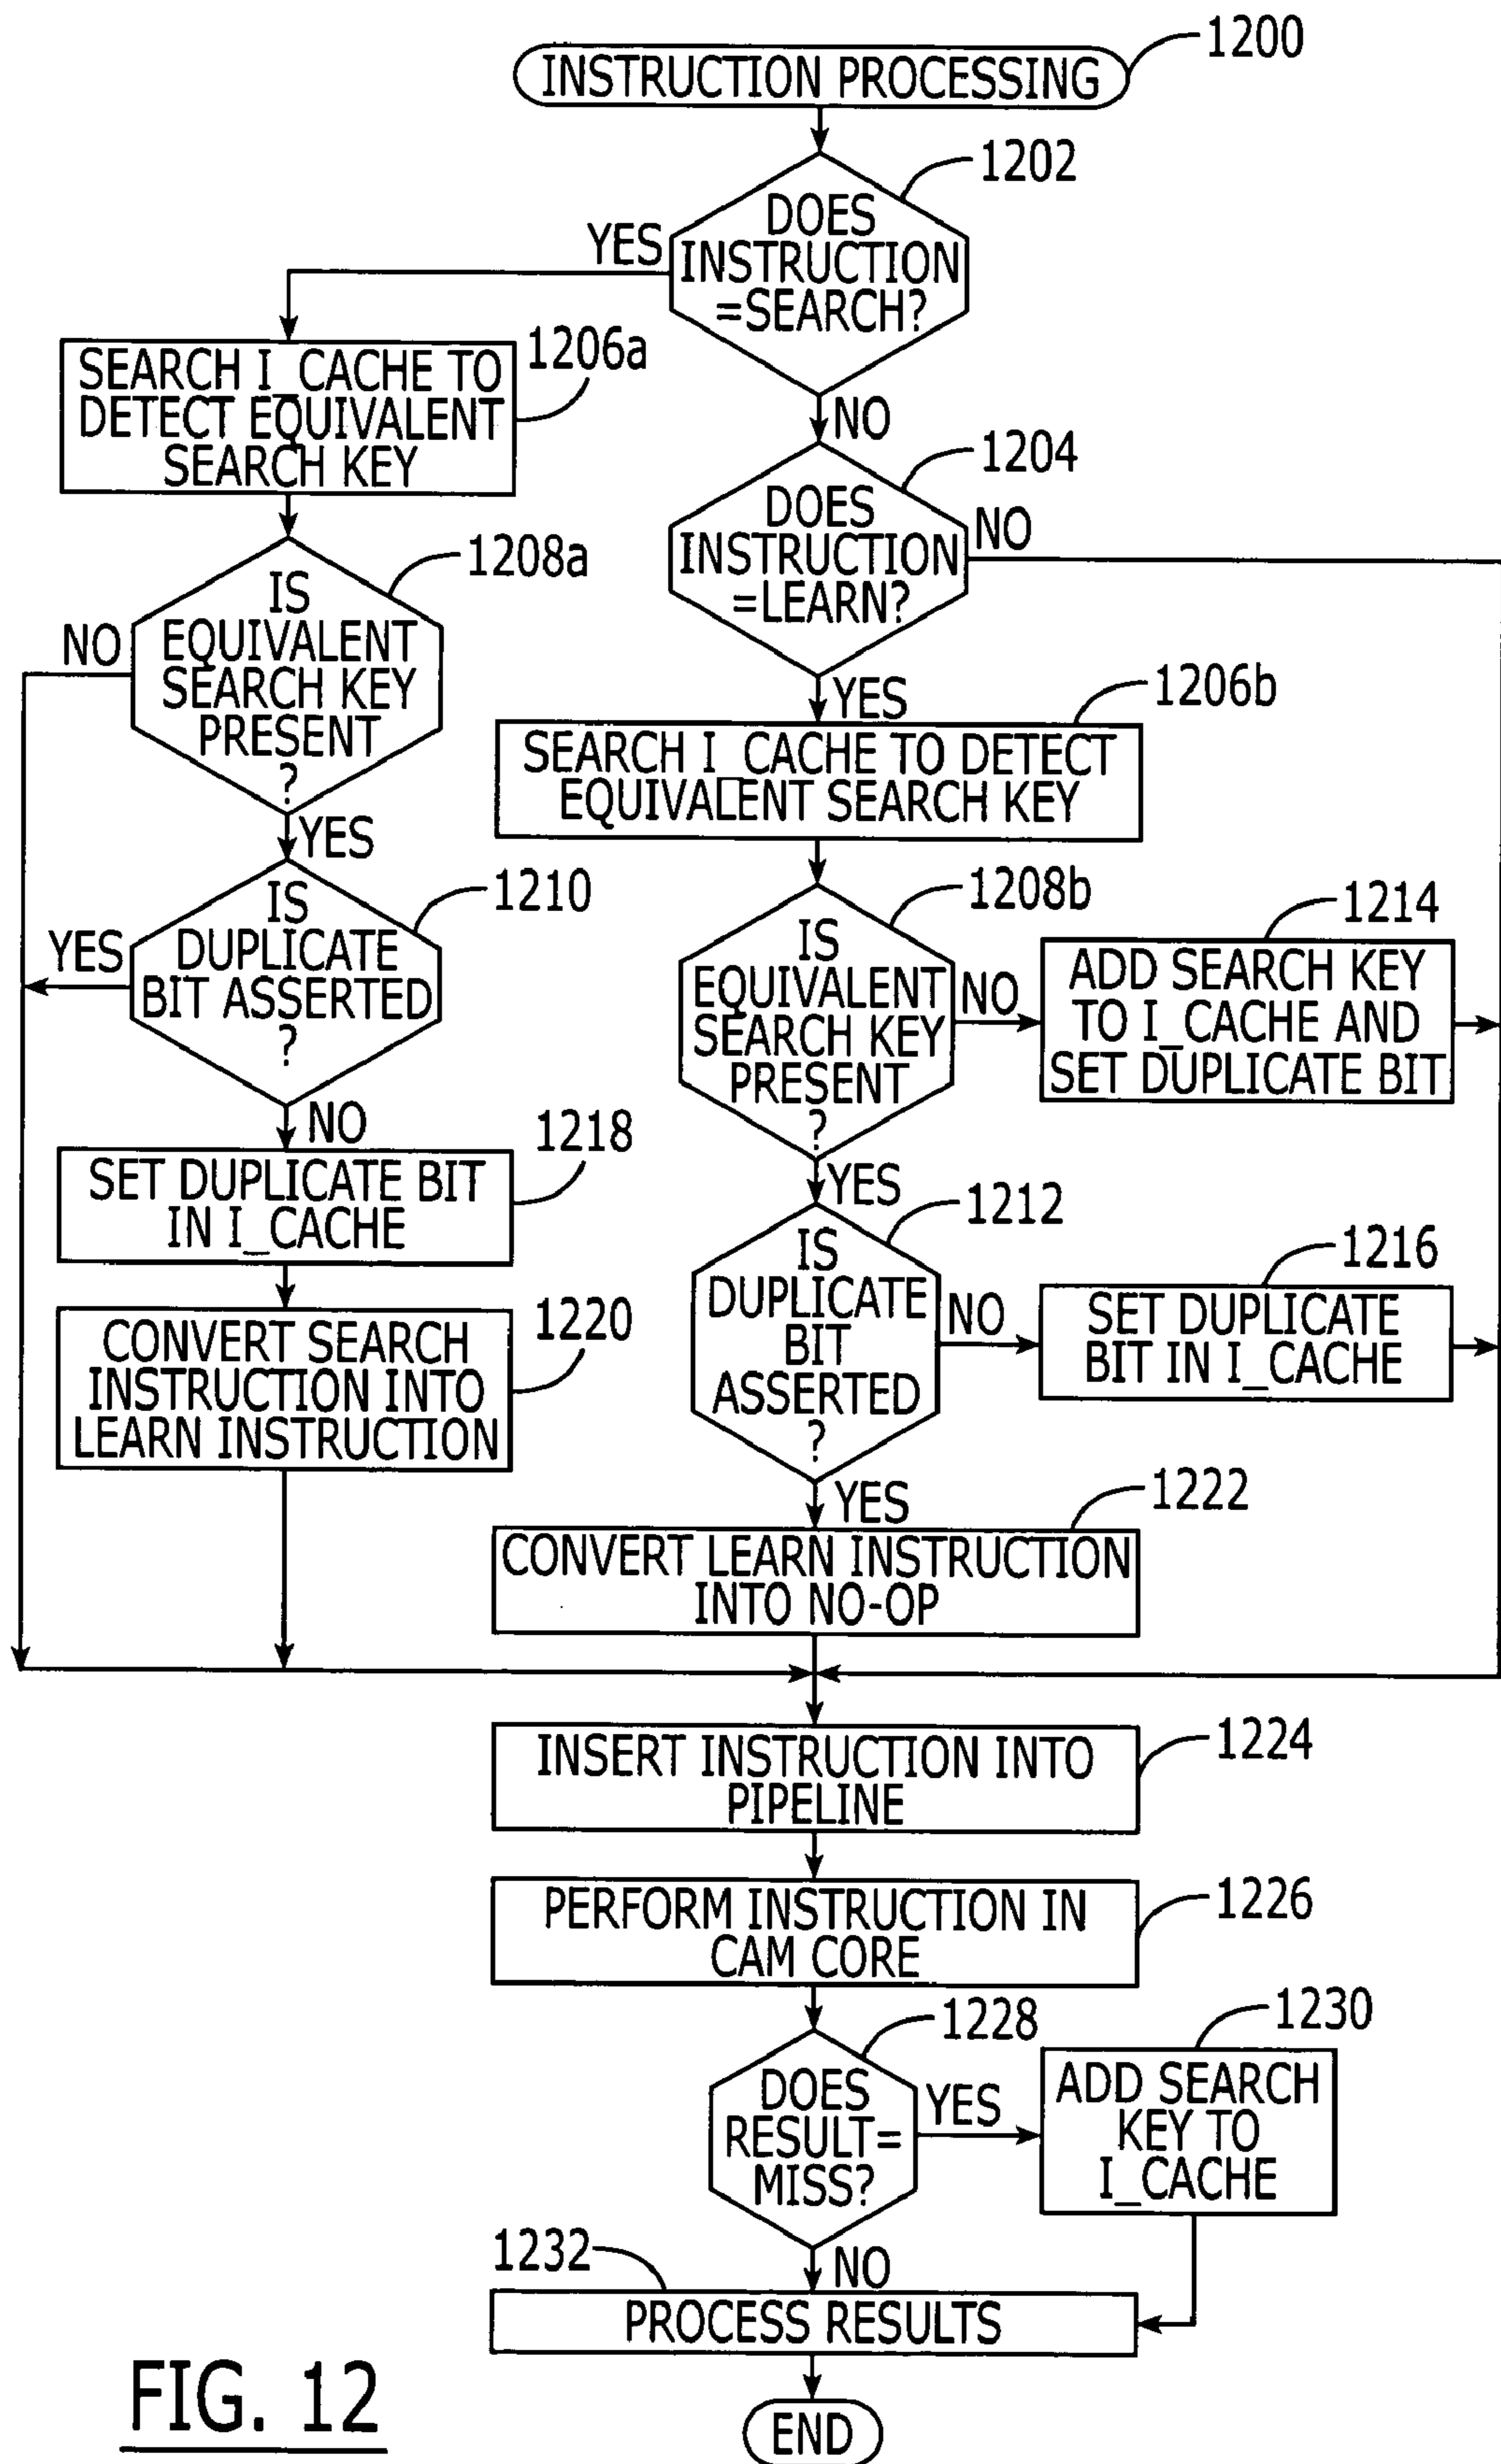 1200
INSTRUCTION PROCESSING
1202
DOES
INSTRUCTION
=SEARCH?
YES
NO
1206a
SEARCH I_CACHE TO
DETECT EQUIVALENT
SEARCH KEY
1204
DOES
INSTRUCTION
=LEARN?
NO
YES
1208a
IS
EQUIVALENT
SEARCH KEY
PRESENT
?
NO
YES
1206b
SEARCH I_CACHE TO DETECT
EQUIVALENT SEARCH KEY
1210
IS
DUPLICATE
BIT ASSERTED
?
YES
NO
1208b
IS
EQUIVALENT
SEARCH KEY
PRESENT
?
NO
YES
1214
ADD SEARCH KEY
TO I_CACHE AND
SET DUPLICATE BIT
1218
SET DUPLICATE BIT
IN I_CACHE
1212
IS
DUPLICATE
BIT
ASSERTED
?
NO
YES
1216
SET DUPLICATE
BIT IN I_CACHE
1220
CONVERT SEARCH
INSTRUCTION INTO
LEARN INSTRUCTION
1222
CONVERT LEARN INSTRUCTION
INTO NO-OP
1224
INSERT INSTRUCTION INTO
PIPELINE
1226
PERFORM INSTRUCTION IN
CAM CORE
1228
DOES
RESULT=
MISS?
YES
NO
1230
ADD SEARCH
KEY TO
I_CACHE
1232
PROCESS RESULTS
END
FIG. 12